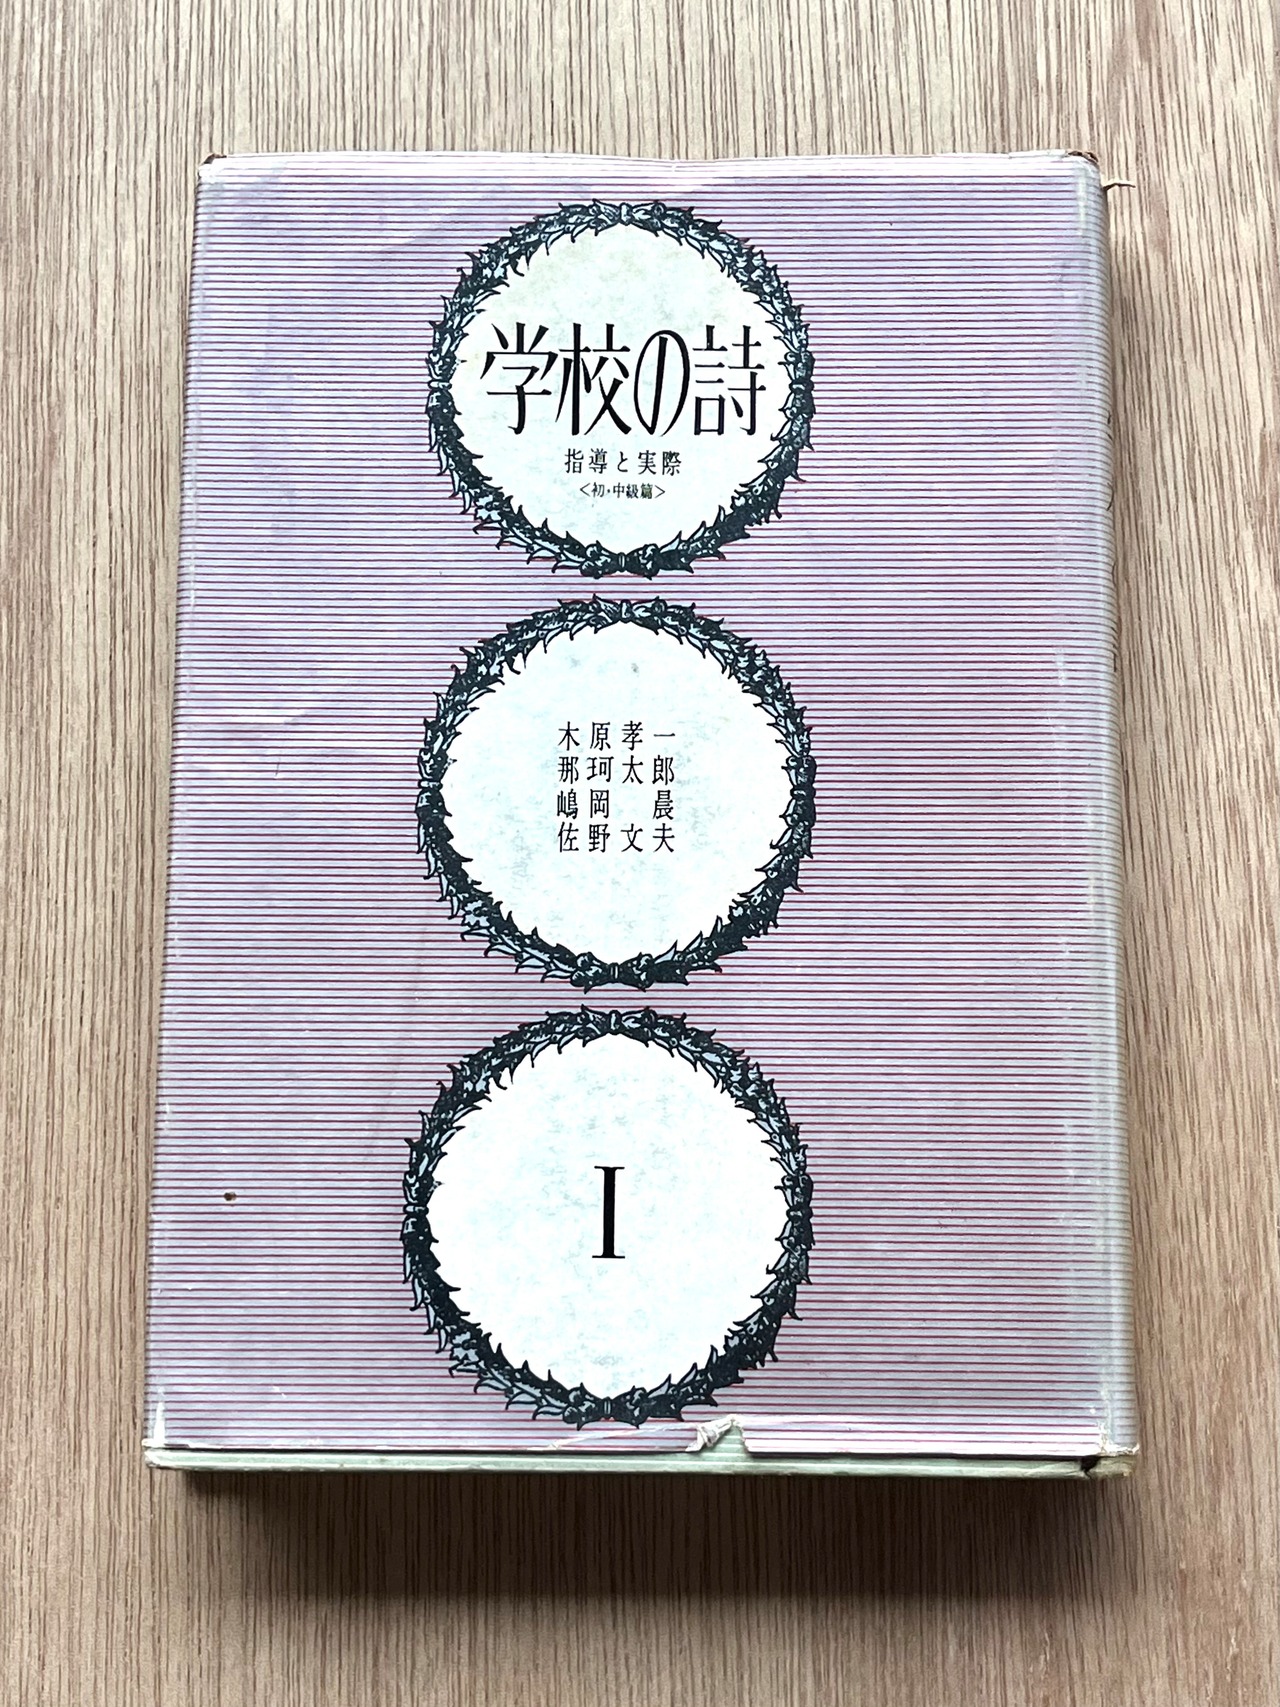 学校の詩
指導と実際
<初・中級篇>
木原孝一
那珂太郎
嶋岡 晨
佐野文夫
I